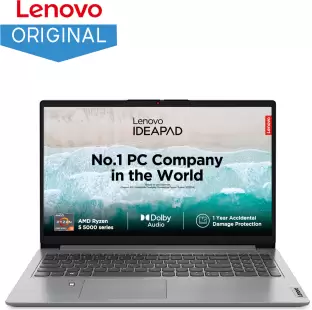 Lenovo
ORIGINAL
Lenovo
IDEAPAD
Lenovo
No.1 PC Company
in the World
AMD Ryzen
5 5000 series
Dolby
Audio
1 Year Accidental
Damage Protection
Lenovo